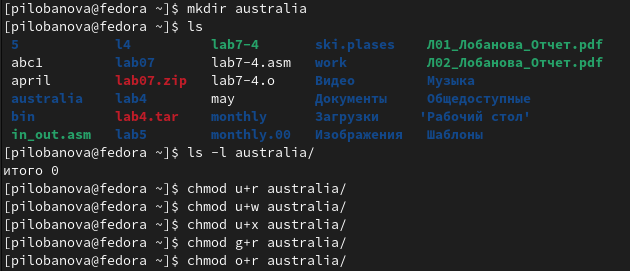 [pilobanova@fedora ~]$ mkdir australia
[pilobanova@fedora ~]$ ls
5 l4 lab7-4 ski.plases Л01_Лобанова_Отчет.pdf
abc1 lab07 lab7-4.asm work Л02_Лобанова_Отчет.pdf
april lab07.zip lab7-4.o Видео Музыка
australia lab4 may Документы Общедоступные
bin lab4.tar monthly Загрузки 'Рабочий стол'
in_out.asm lab5 monthly.00 Изображения Шаблоны
[pilobanova@fedora ~]$ ls -l australia/
итого 0
[pilobanova@fedora ~]$ chmod u+r australia/
[pilobanova@fedora ~]$ chmod u+w australia/
[pilobanova@fedora ~]$ chmod u+x australia/
[pilobanova@fedora ~]$ chmod g+r australia/
[pilobanova@fedora ~]$ chmod o+r australia/